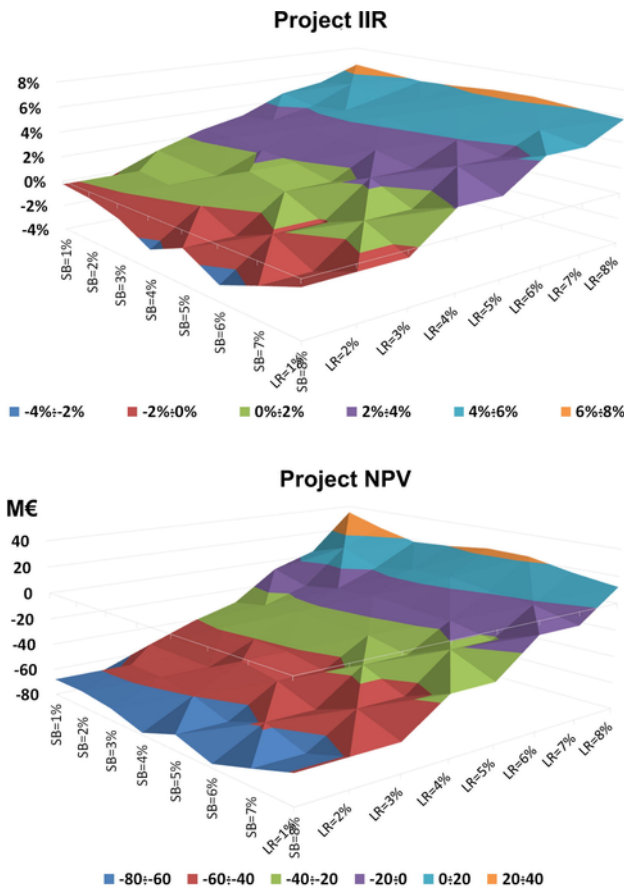 Project IIR
8%
6%
4%
2%
0%
-2%
-4%
SB=1%
SB=2%
SB=3%
SB=4%
SB=5%
SB=6%
SB=7%
SB=8%
LR=1%
LR=2%
LR=3%
LR=4%
LR=5%
LR=6%
LR=7%
LR=8%
-4%÷-2% -2%÷0% 0%÷2% 2%÷4% 4%÷6% 6%÷8%
Project NPV
M€
40
20
0
-20
-40
-60
-80
SB=1%
SB=2%
SB=3%
SB=4%
SB=5%
SB=6%
SB=7%
SB=8%
LR=1%
LR=2%
LR=3%
LR=4%
LR=5%
LR=6%
LR=7%
LR=8%
-80÷-60 -60÷-40 -40÷-20 -20÷0 0÷20 20÷40